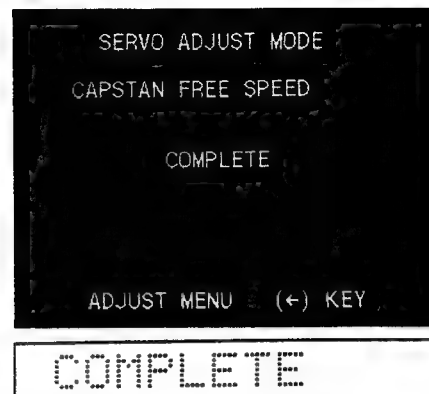 SERVO ADJUST MODE
CAPSTAN FREE SPEED
COMPLETE
ADJUST MENU (←) KEY
COMPLETE